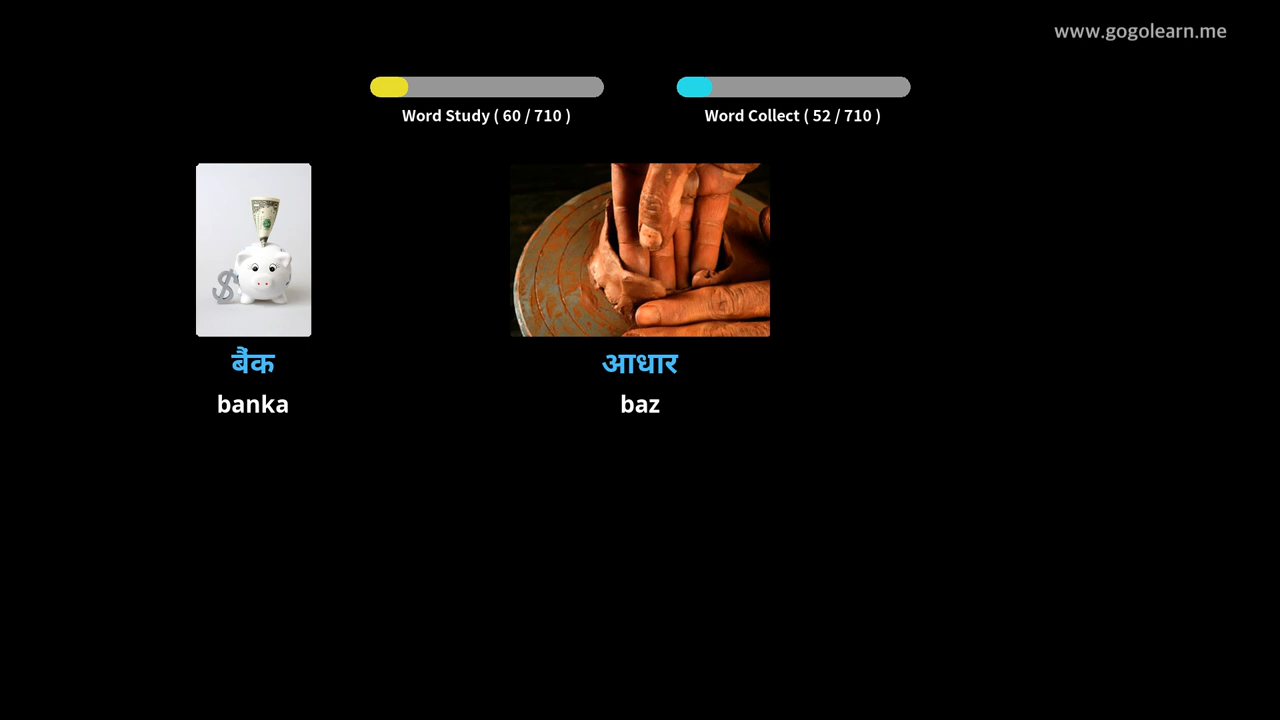 www.gogolearn.me
Word Study ( 60 / 710 )
Word Collect ( 52 / 710 )
बैंक
banka
आधार
baz